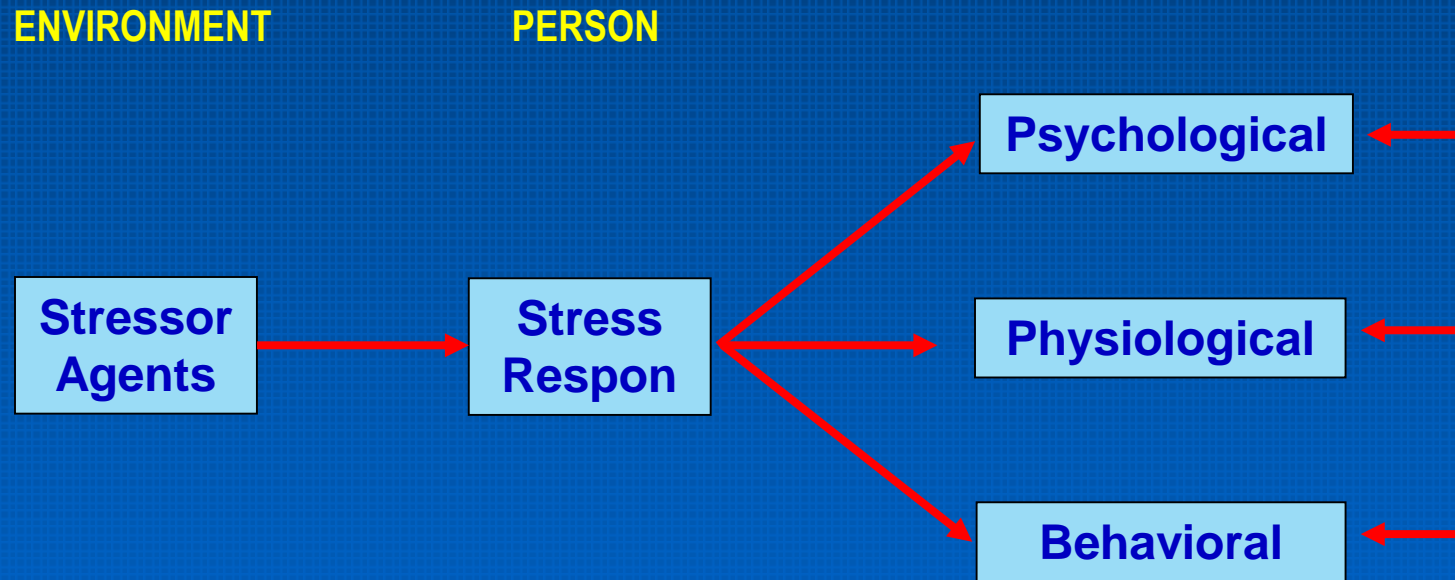 ENVIRONMENT
PERSON
Psychological
Stressor
Agents
Stress
Respon
Physiological
Behavioral